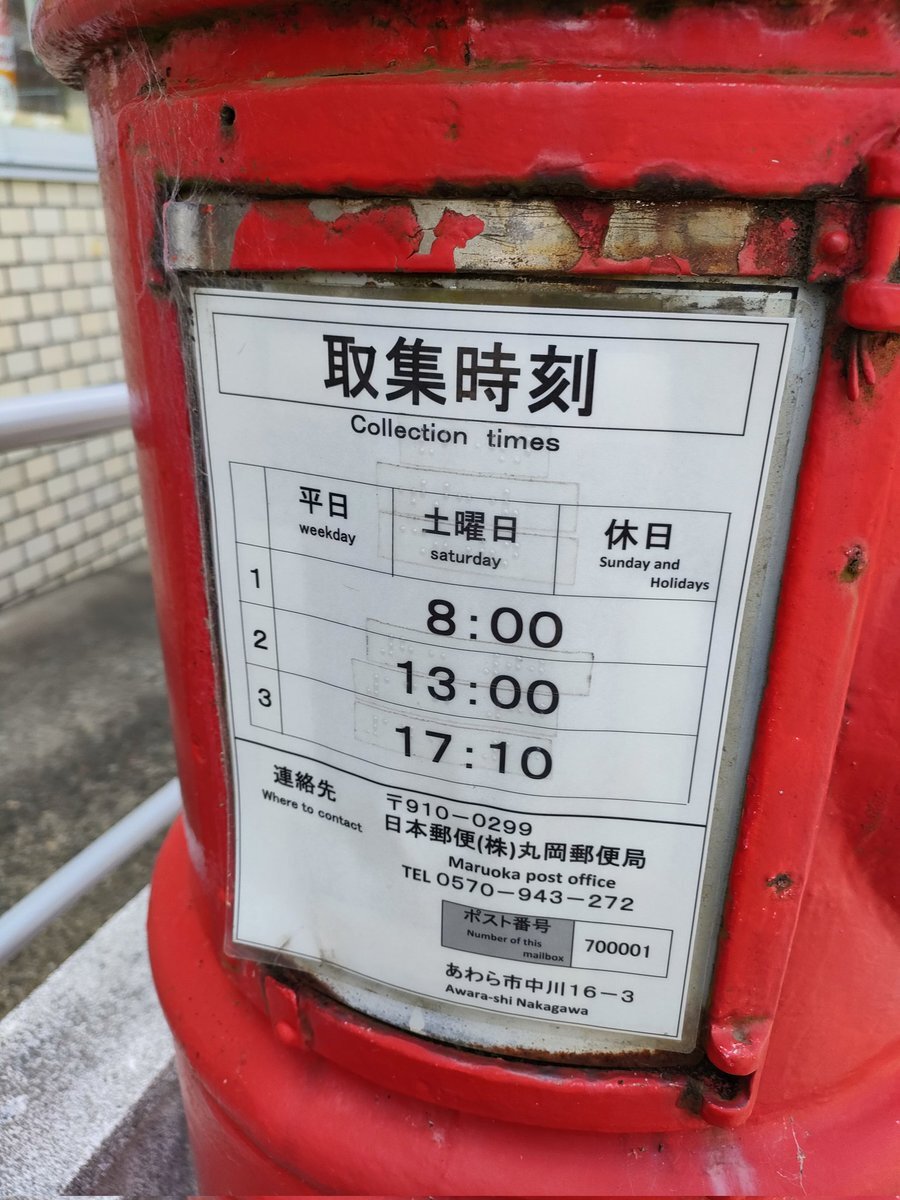 取集時刻
Collection times
平日 土曜日 休日
weekday saturday Sunday and Holidays
1 8:00
2 13:00
3 17:10
連絡先
Where to contact
〒910-0299
日本郵便(株)丸岡郵便局
Maruoka post office
TEL 0570-943-272
ポスト番号 700001
Number of this mailbox
あわら市中川16-3
Awara-shi Nakagawa